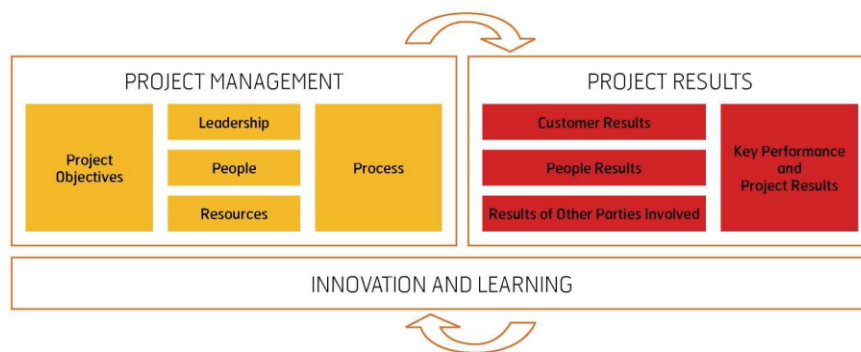 PROJECT MANAGEMENT
Project
Objectives
Leadership
People
Resources
Process
PROJECT RESULTS
Customer Results
People Results
Results of Other Parties Involved
Key Performance
and
Project Results
INNOVATION AND LEARNING